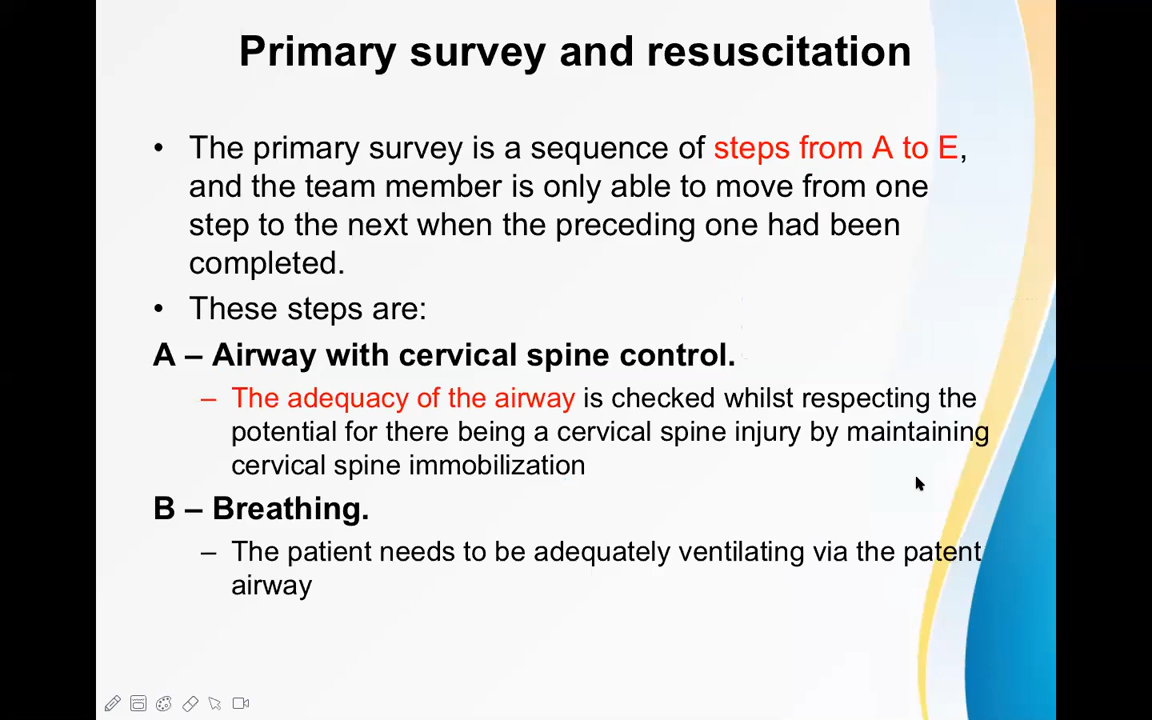 Primary survey and resuscitation
• The primary survey is a sequence of steps from A to E,
and the team member is only able to move from one
step to the next when the preceding one had been
completed.
• These steps are:
A – Airway with cervical spine control.
– The adequacy of the airway is checked whilst respecting the
potential for there being a cervical spine injury by maintaining
cervical spine immobilization
B – Breathing.
– The patient needs to be adequately ventilating via the patent
airway